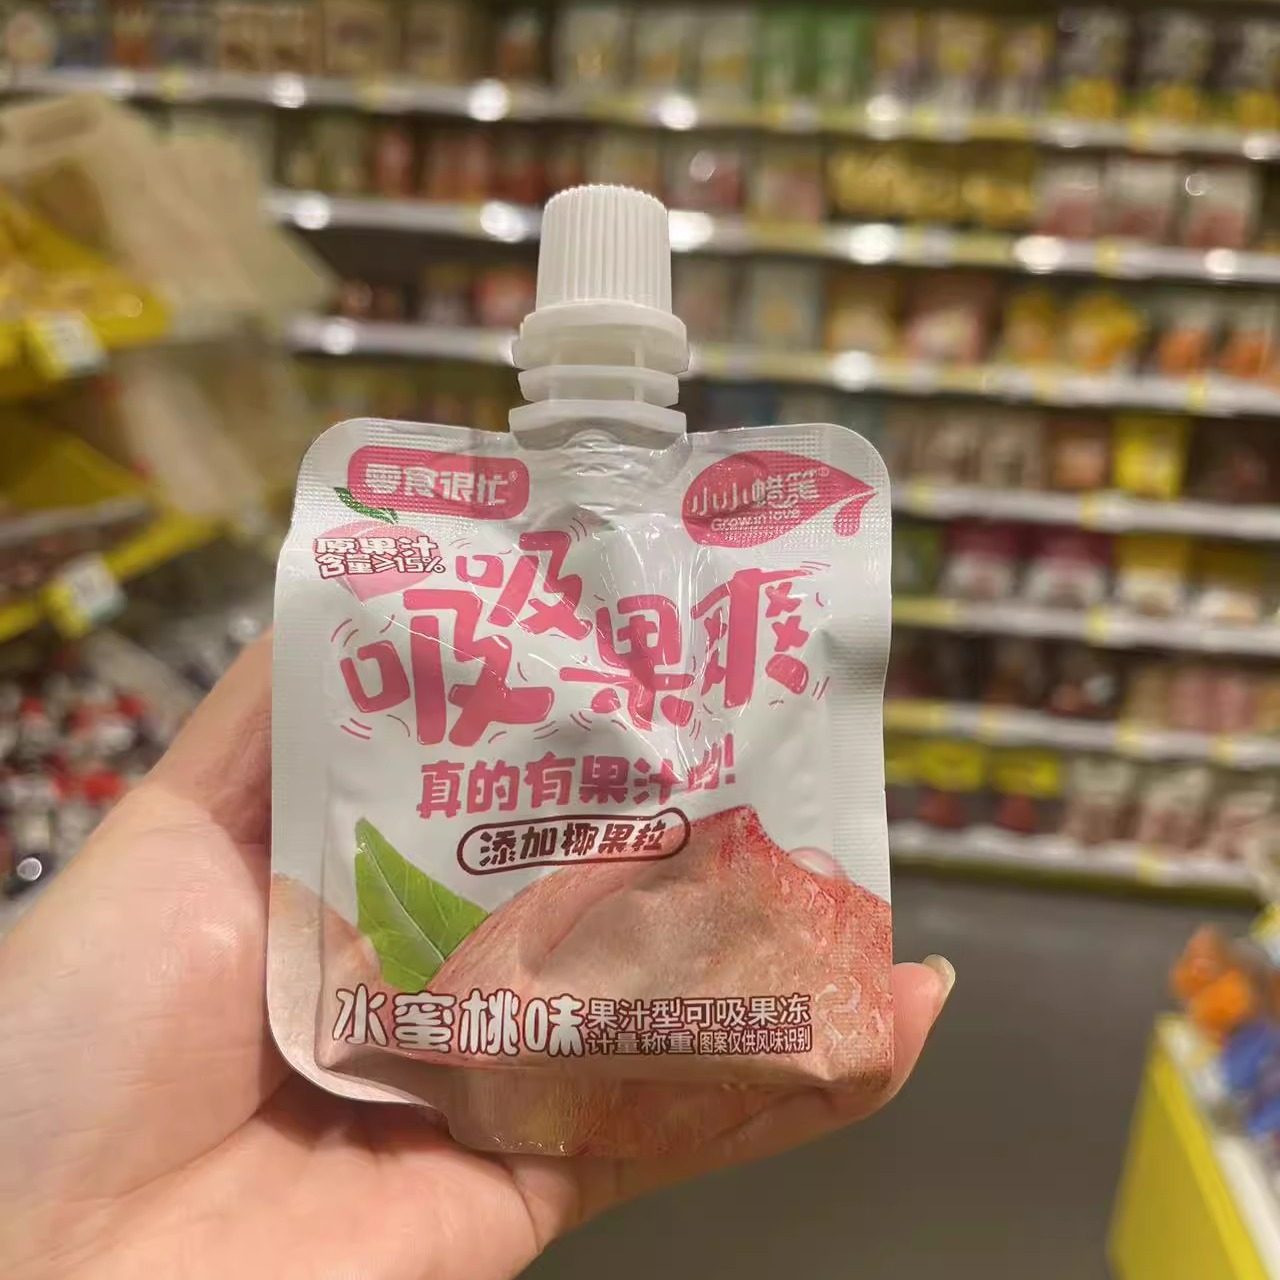 零食很忙®
小小蜡笔®
Grow in love
原果汁
含量≥15%
吸吸果爽
真的有果汁哟!
添加椰果粒
水蜜桃味
果汁型可吸果冻
计量称重 图案仅供风味识别